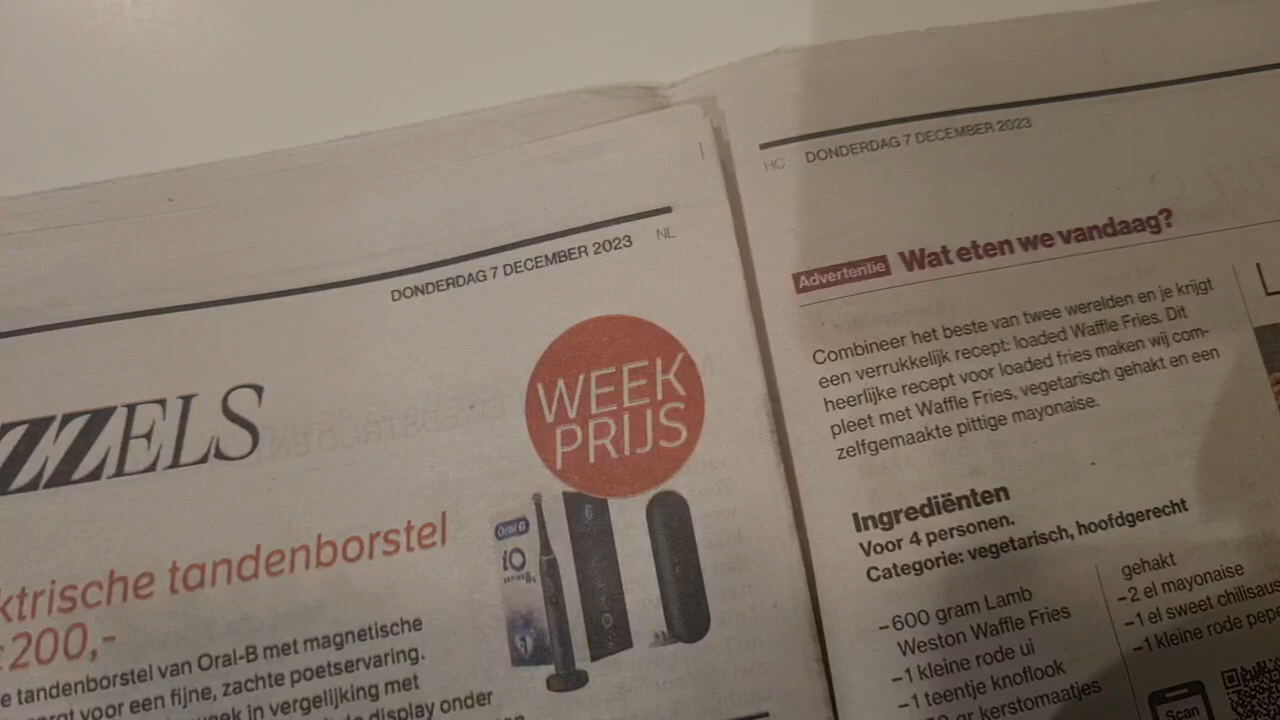 DONDERDAG 7 DECEMBER 2023 NL
ZZELS
WEEK
PRIJS
ktrische tandenborstel
€200,-
e tandenborstel van Oral-B met magnetische
voor een fijne, zachte poetservaring.
in vergelijking met
display onder
Oral B
iO
HC DONDERDAG 7 DECEMBER 2023
Advertentie Wat eten we vandaag?
Combineer het beste van twee werelden en je krijgt
een verrukkelijk recept: loaded Waffle Fries. Dit
heerlijke recept voor loaded fries maken wij com-
pleet met Waffle Fries, vegetarisch gehakt en een
zelfgemaakte pittige mayonaise.
Ingrediënten
Voor 4 personen.
Categorie: vegetarisch, hoofdgerecht
–600 gram Lamb
Weston Waffle Fries
–1 kleine rode ui
–1 teentje knoflook
gr kerstomaatjes
gehakt
–2 el mayonaise
–1 el sweet chilisaus
–1 kleine rode pepe
Scan